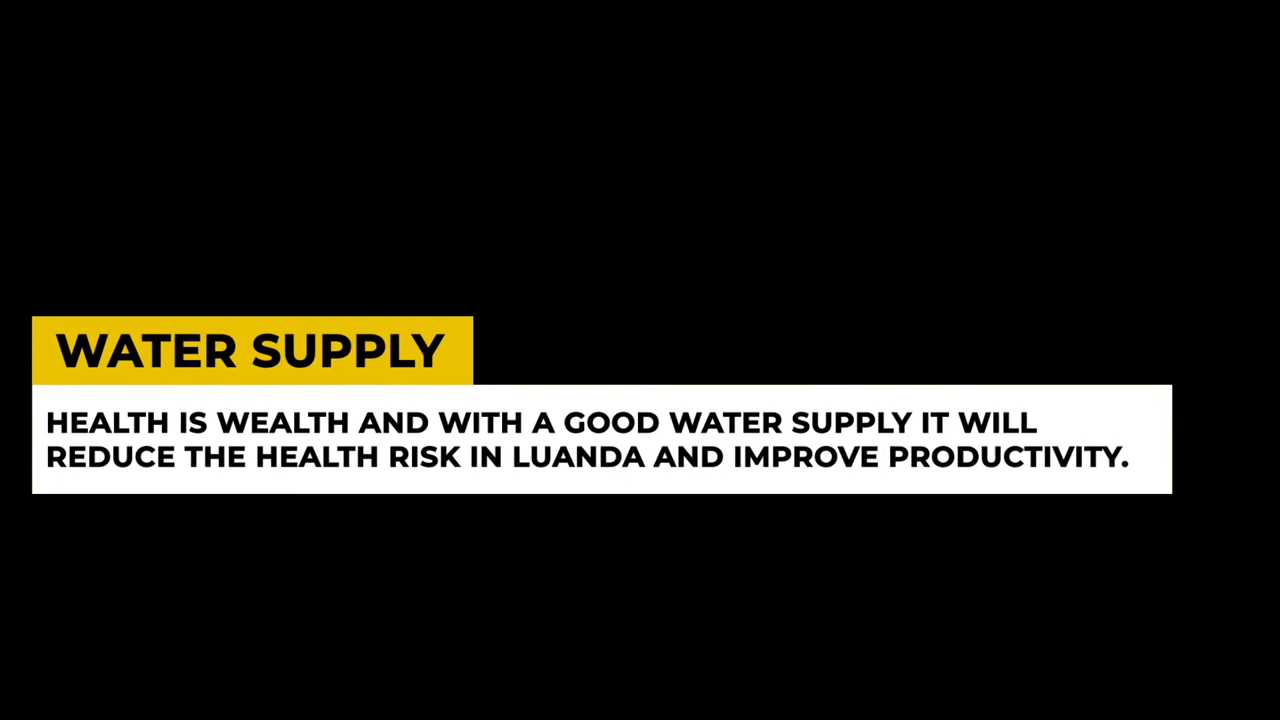 WATER SUPPLY
HEALTH IS WEALTH AND WITH A GOOD WATER SUPPLY IT WILL
REDUCE THE HEALTH RISK IN LUANDA AND IMPROVE PRODUCTIVITY.